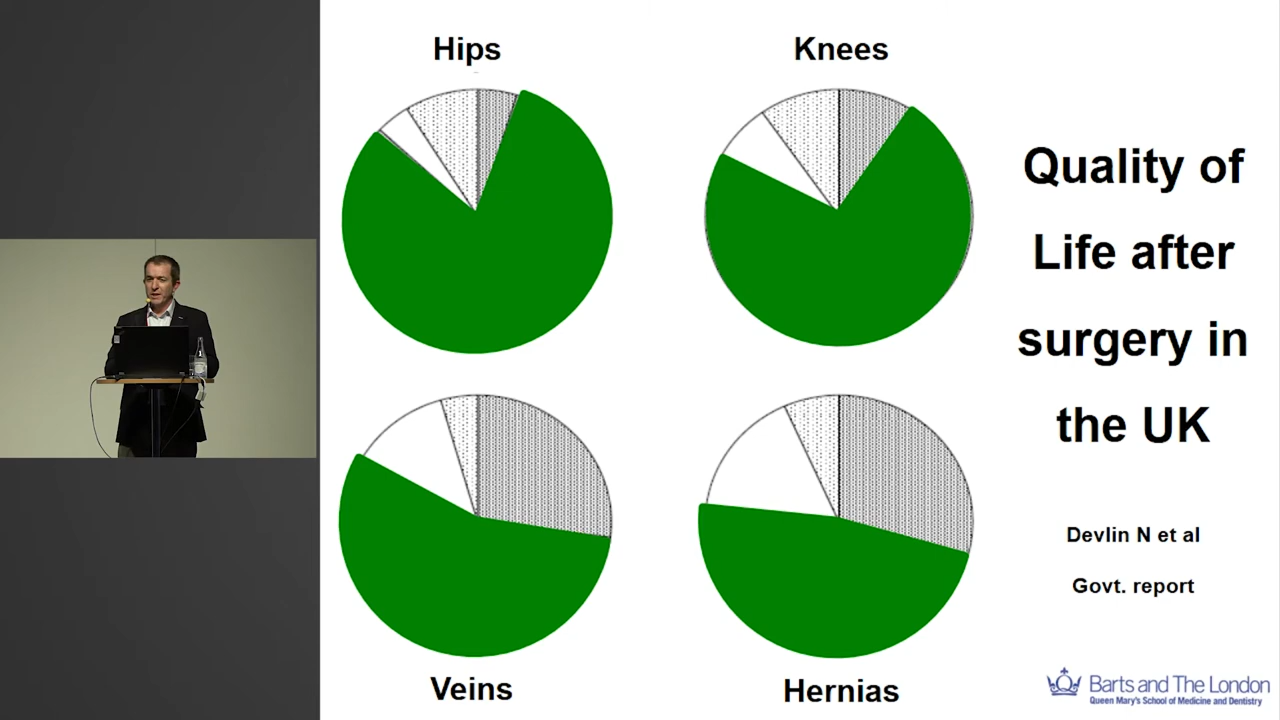 Hips
Knees
Quality of
Life after
surgery in
the UK
Devlin N et al
Govt. report
Veins
Hernias
Barts and The London
Queen Mary's School of Medicine and Dentistry